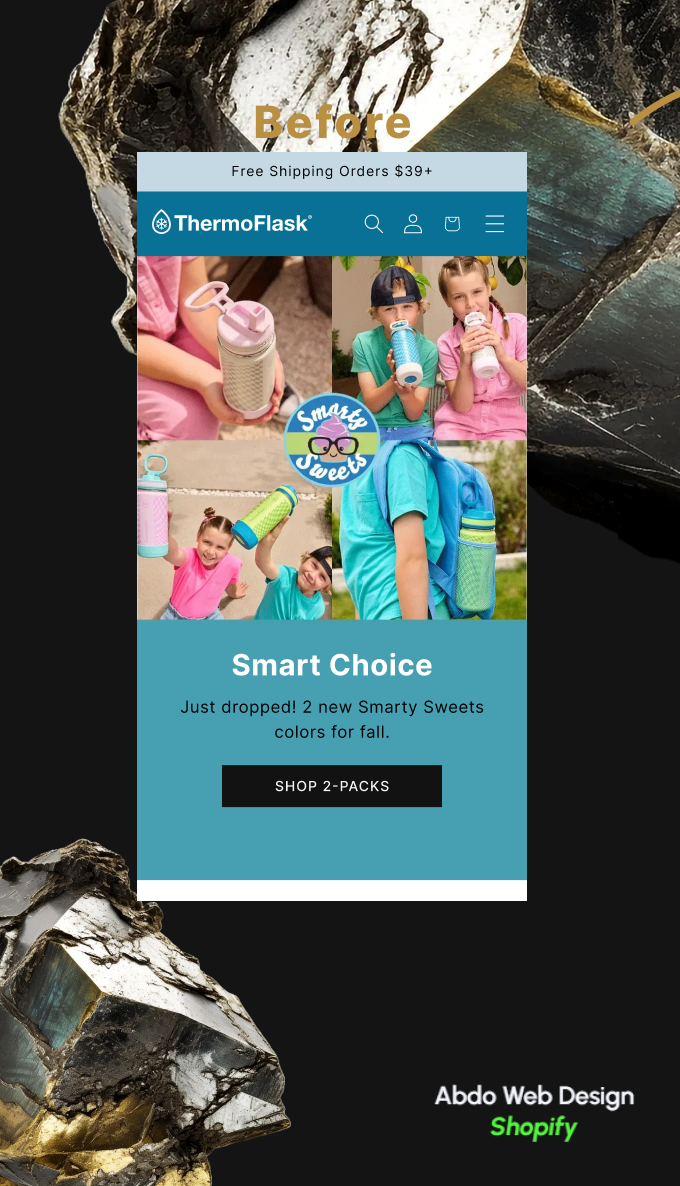 Before
Free Shipping Orders $39+
ThermoFlask®
Smarty
Sweets
Smart Choice
Just dropped! 2 new Smarty Sweets
colors for fall.
SHOP 2-PACKS
Abdo Web Design
Shopify